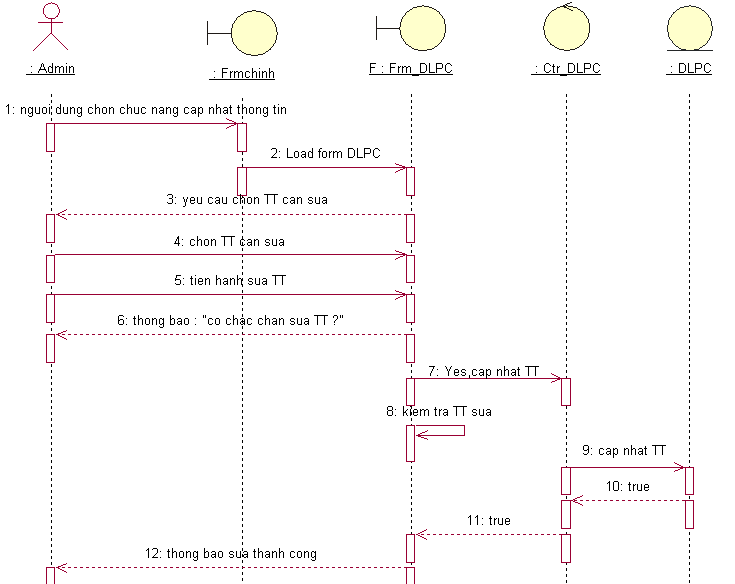 : Admin
: Frmchinh
F : Frm_DLPC
: Ctr_DLPC
: DLPC
1: nguoi dung chon chuc nang cap nhat thong tin
2: Load form DLPC
3: yeu cau chon TT can sua
4: chon TT can sua
5: tien hanh sua TT
6: thong bao : "co chac chan sua TT ?"
7: Yes,cap nhat TT
8: kiem tra TT sua
9: cap nhat TT
10: true
11: true
12: thong bao sua thanh cong